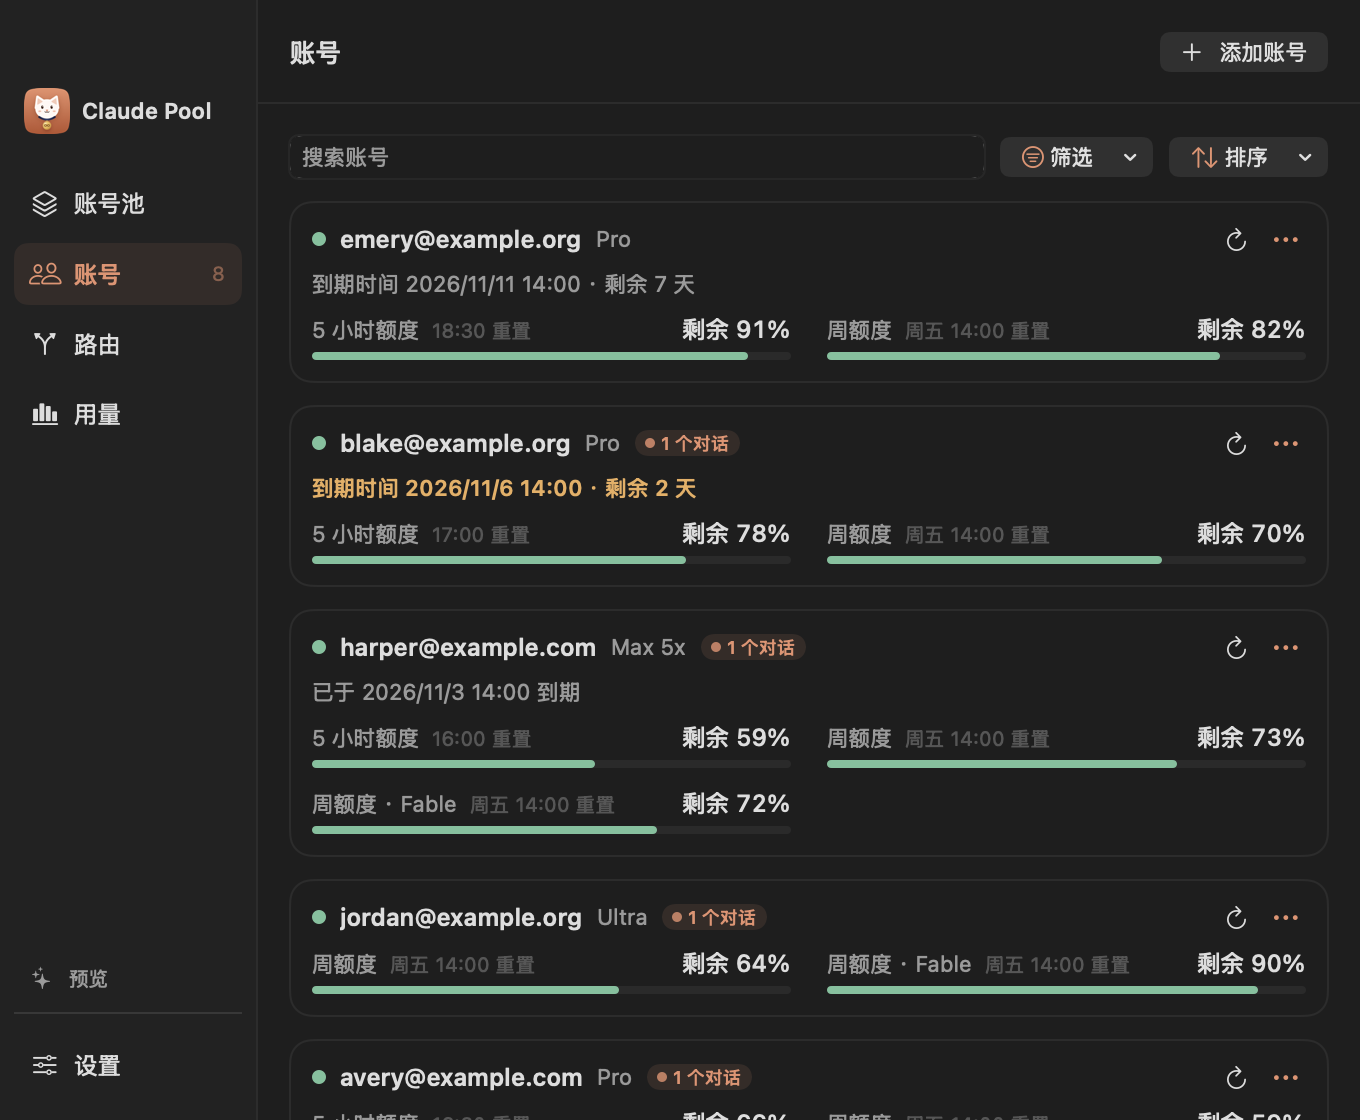 Claude Pool
账号池
账号 8
路由
用量
预览
设置
账号
添加账号
搜索账号
筛选
排序
emery@example.org Pro
到期时间 2026/11/11 14:00 · 剩余 7 天
5 小时额度 18:30 重置 剩余 91%
周额度 周五 14:00 重置 剩余 82%
blake@example.org Pro 1 个对话
到期时间 2026/11/6 14:00 · 剩余 2 天
5 小时额度 17:00 重置 剩余 78%
周额度 周五 14:00 重置 剩余 70%
harper@example.com Max 5x 1 个对话
已于 2026/11/3 14:00 到期
5 小时额度 16:00 重置 剩余 59%
周额度 周五 14:00 重置 剩余 73%
周额度 · Fable 周五 14:00 重置 剩余 72%
jordan@example.org Ultra 1 个对话
周额度 周五 14:00 重置 剩余 64%
周额度 · Fable 周五 14:00 重置 剩余 90%
avery@example.com Pro 1 个对话